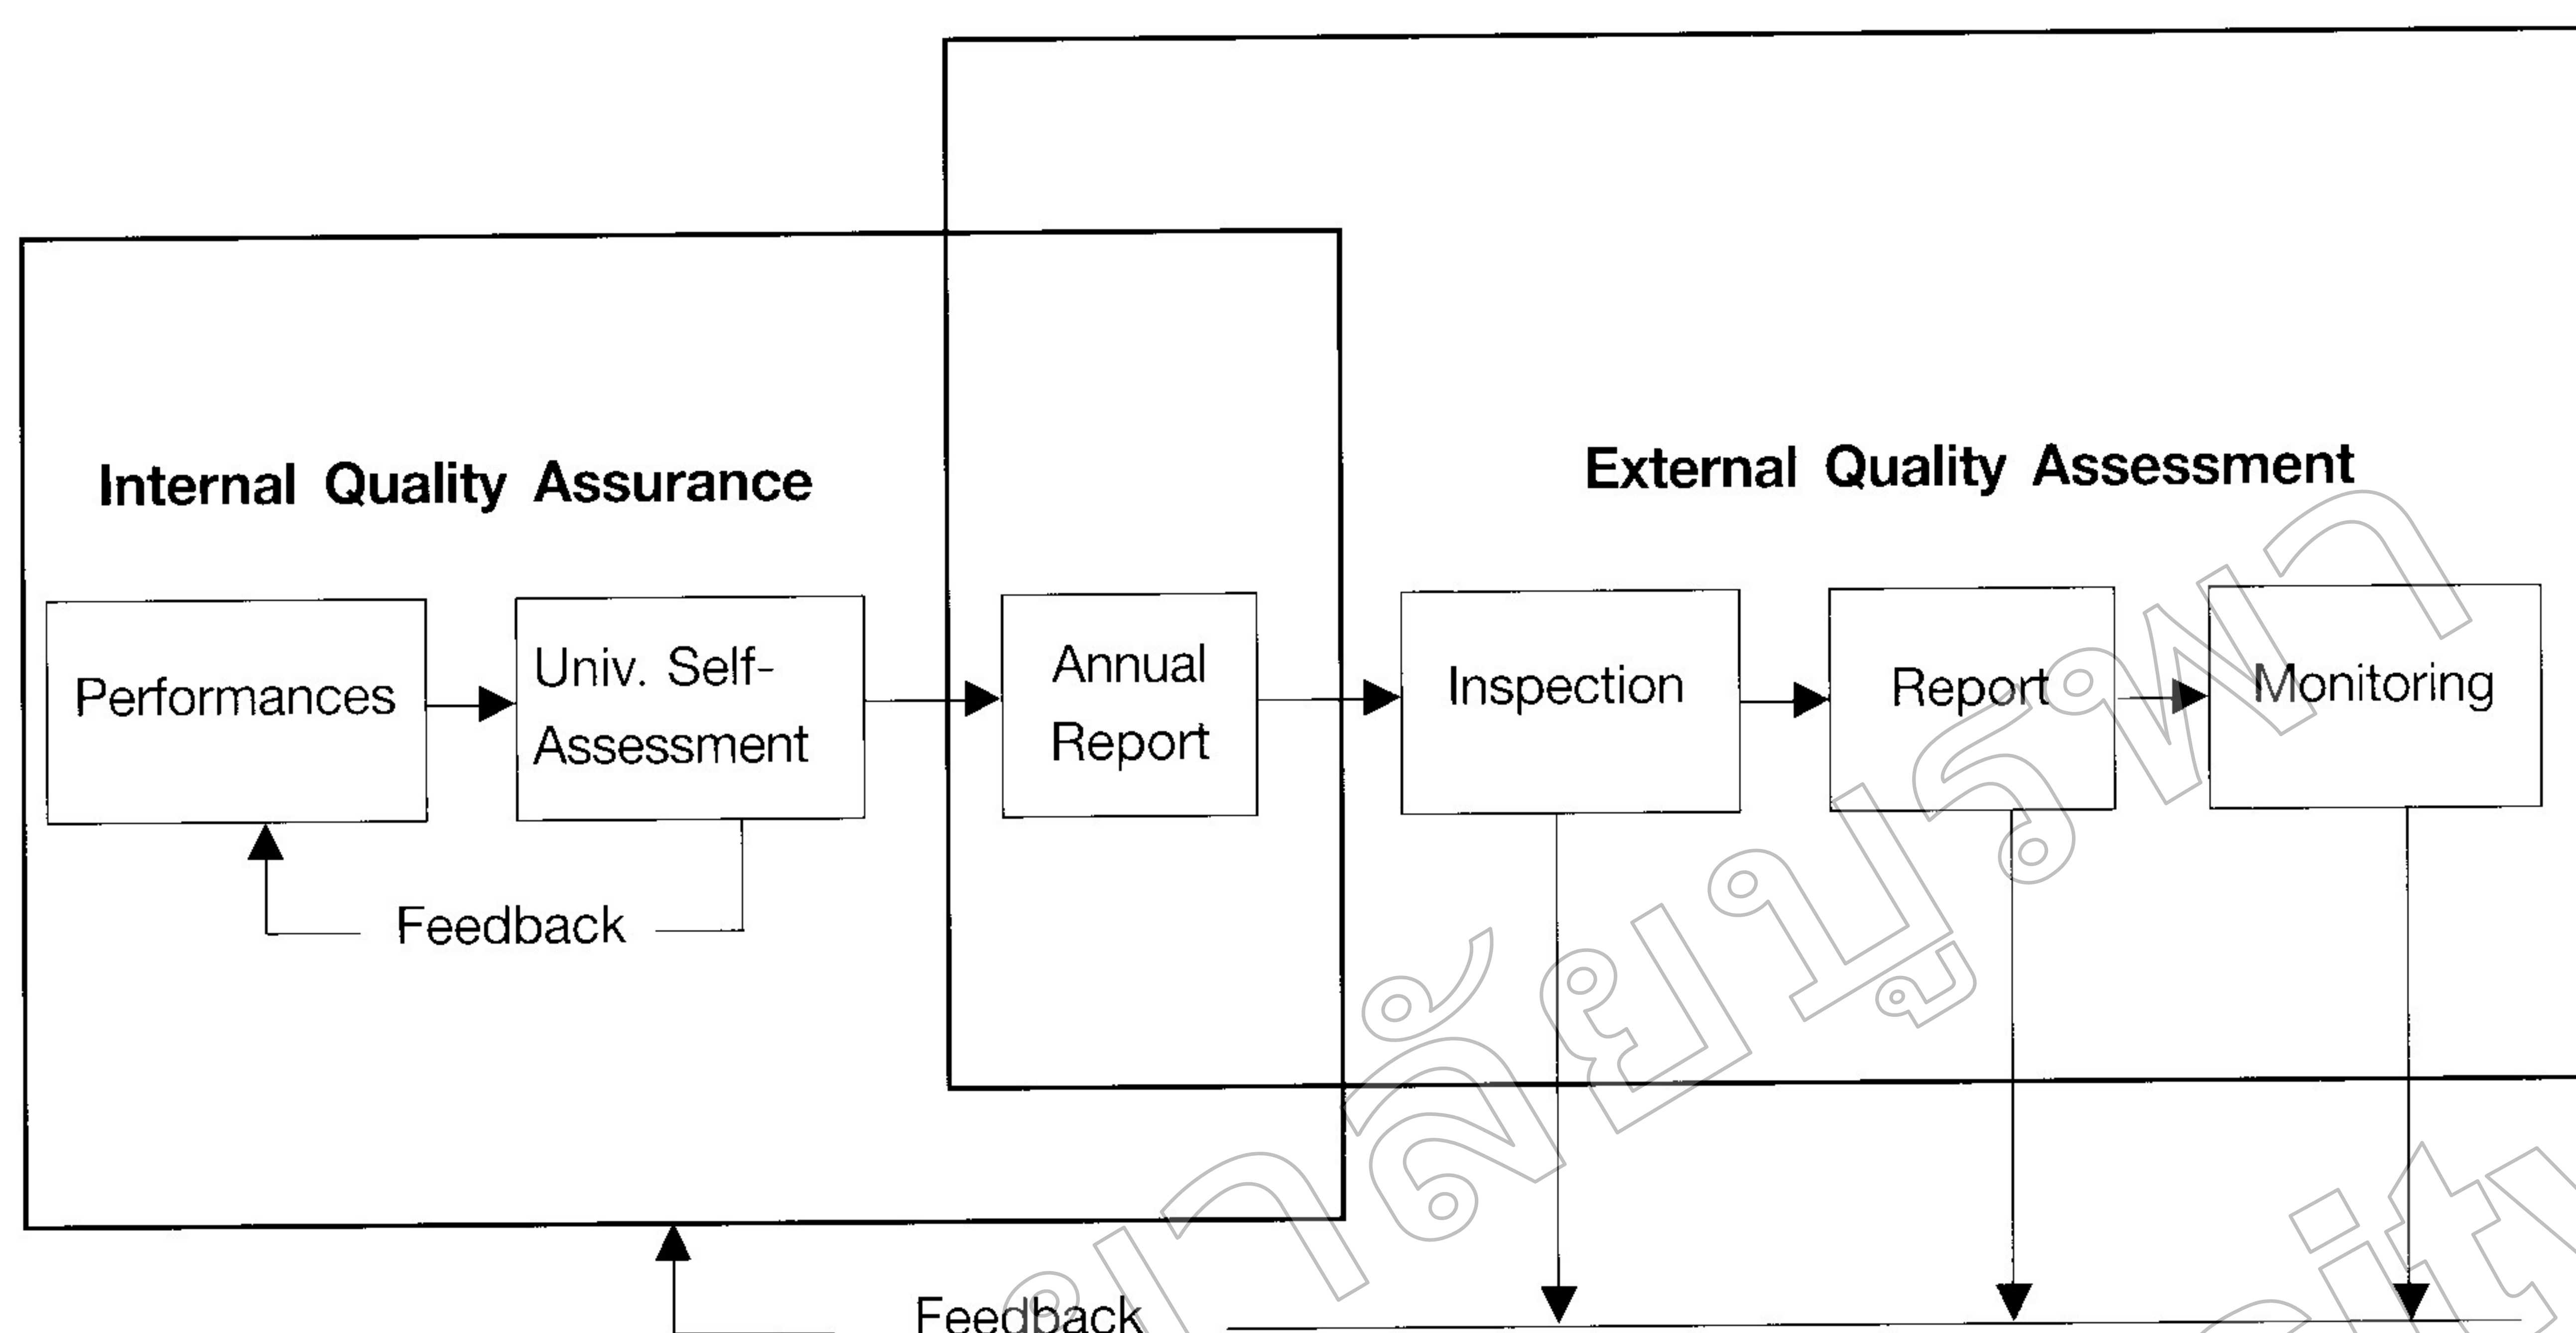 Internal Quality Assurance
External Quality Assessment
Performances
Univ. Self-
Assessment
Annual
Report
Inspection
Report
Monitoring
Feedback
Feedback